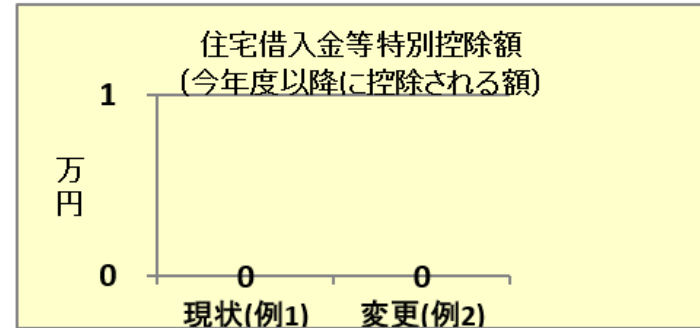 住宅借入金等特別控除額
(今年度以降に控除される額)
1
万円
0
0
0
現状(例1)
変更(例2)